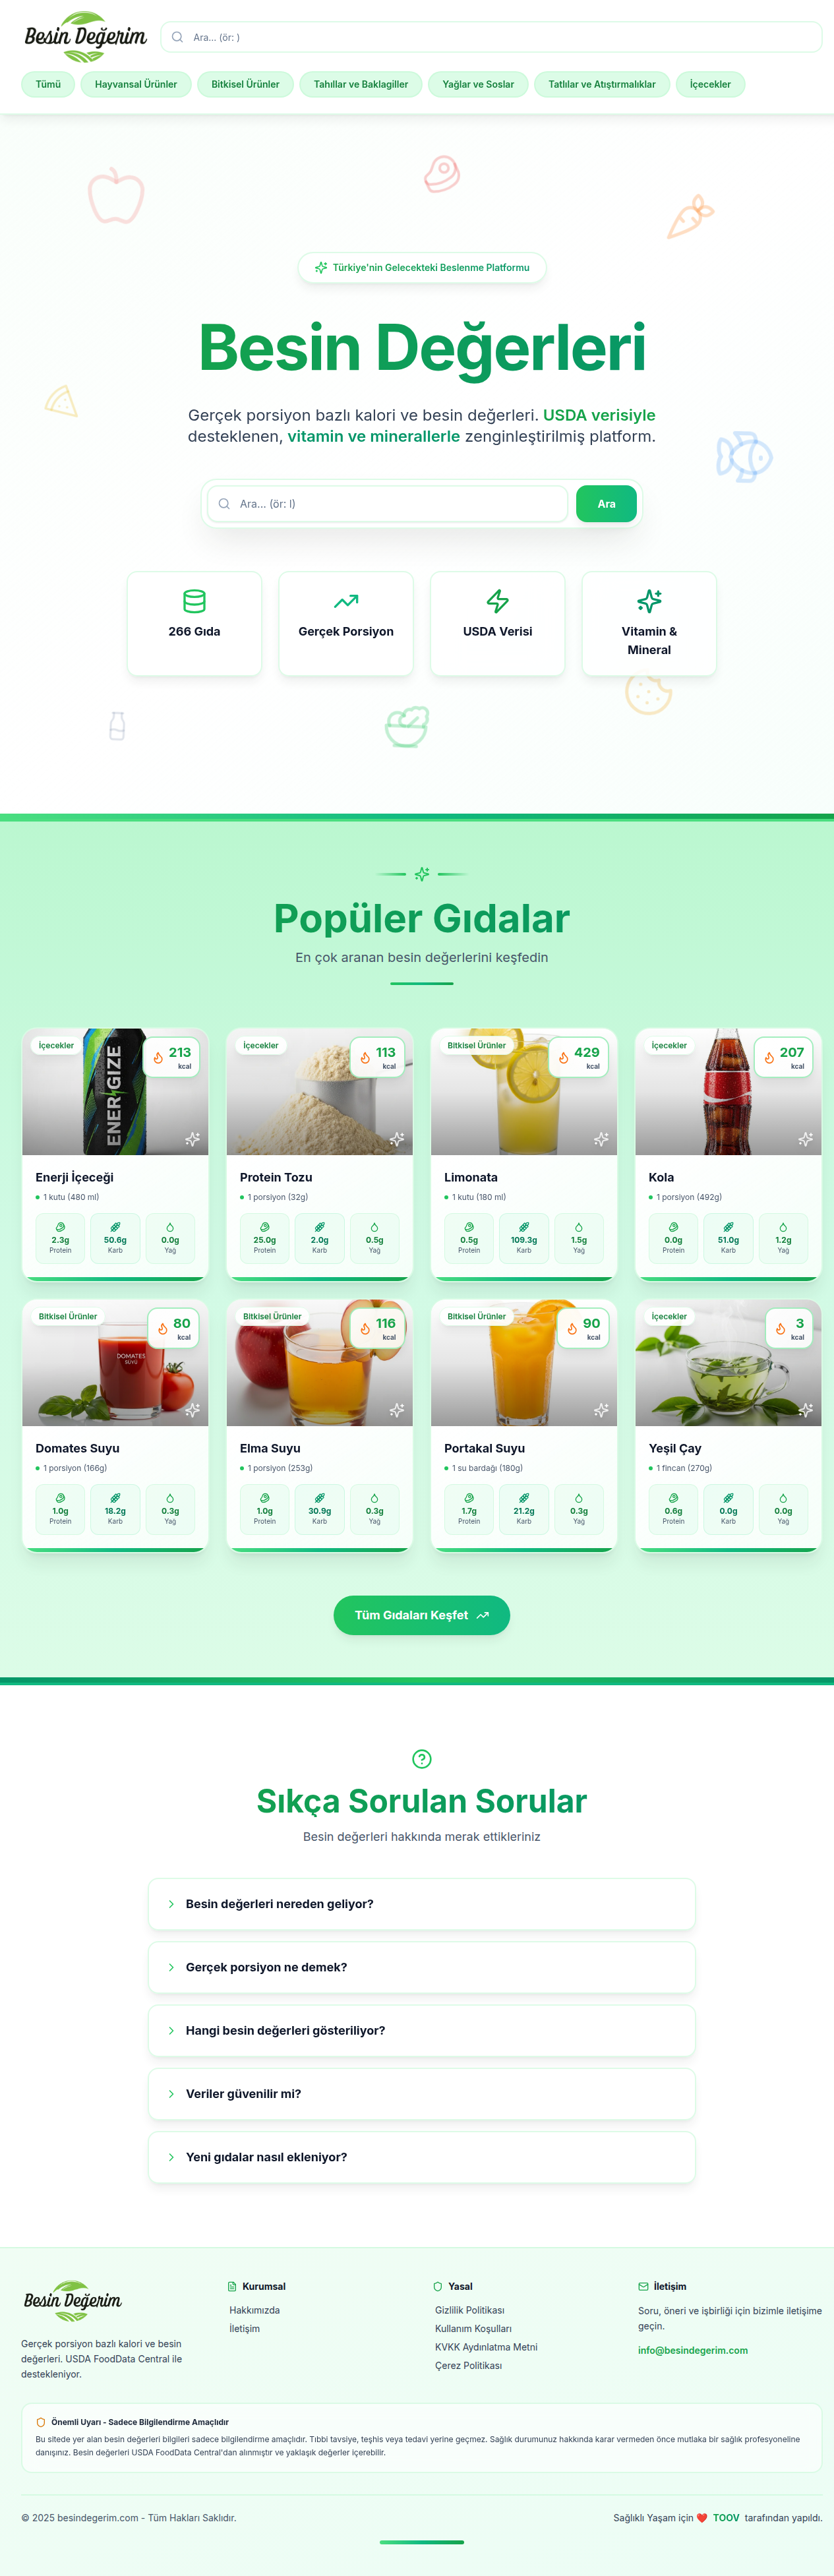 Besin Değerim
Ara... (ör: )
Tümü
Hayvansal Ürünler
Bitkisel Ürünler
Tahıllar ve Baklagiller
Yağlar ve Soslar
Tatlılar ve Atıştırmalıklar
İçecekler
Türkiye'nin Gelecekteki Beslenme Platformu
Besin Değerleri
Gerçek porsiyon bazlı kalori ve besin değerleri. USDA verisiyle
desteklenen, vitamin ve minerallerle zenginleştirilmiş platform.
Ara... (ör: l)
Ara
266 Gıda
Gerçek Porsiyon
USDA Verisi
Vitamin &
Mineral
Popüler Gıdalar
En çok aranan besin değerlerini keşfedin
İçecekler
213
kcal
ENERGIZE
Enerji İçeceği
1 kutu (480 ml)
2.3g
Protein
50.6g
Karb
0.0g
Yağ
İçecekler
113
kcal
Protein Tozu
1 porsiyon (32g)
25.0g
Protein
2.0g
Karb
0.5g
Yağ
Bitkisel Ürünler
429
kcal
Limonata
1 kutu (180 ml)
0.5g
Protein
109.3g
Karb
1.5g
Yağ
İçecekler
207
kcal
Kola
1 porsiyon (492g)
0.0g
Protein
51.0g
Karb
1.2g
Yağ
Bitkisel Ürünler
80
kcal
DOMATES
SUYU
Domates Suyu
1 porsiyon (166g)
1.0g
Protein
18.2g
Karb
0.3g
Yağ
Bitkisel Ürünler
116
kcal
Elma Suyu
1 porsiyon (253g)
1.0g
Protein
30.9g
Karb
0.3g
Yağ
Bitkisel Ürünler
90
kcal
Portakal Suyu
1 su bardağı (180g)
1.7g
Protein
21.2g
Karb
0.3g
Yağ
İçecekler
3
kcal
Yeşil Çay
1 fincan (270g)
0.6g
Protein
0.0g
Karb
0.0g
Yağ
Tüm Gıdaları Keşfet
Sıkça Sorulan Sorular
Besin değerleri hakkında merak ettikleriniz
Besin değerleri nereden geliyor?
Gerçek porsiyon ne demek?
Hangi besin değerleri gösteriliyor?
Veriler güvenilir mi?
Yeni gıdalar nasıl ekleniyor?
Besin Değerim
Gerçek porsiyon bazlı kalori ve besin
değerleri. USDA FoodData Central ile
destekleniyor.
Kurumsal
Hakkımızda
İletişim
Yasal
Gizlilik Politikası
Kullanım Koşulları
KVKK Aydınlatma Metni
Çerez Politikası
İletişim
Soru, öneri ve işbirliği için bizimle iletişime
geçin.
info@besindegerim.com
Önemli Uyarı - Sadece Bilgilendirme Amaçlıdır
Bu sitede yer alan besin değerleri bilgileri sadece bilgilendirme amaçlıdır. Tıbbi tavsiye, teşhis veya tedavi yerine geçmez. Sağlık durumunuz hakkında karar vermeden önce mutlaka bir sağlık profesyoneline
danışınız. Besin değerleri USDA FoodData Central'dan alınmıştır ve yaklaşık değerler içerebilir.
© 2025 besindegerim.com - Tüm Hakları Saklıdır.
Sağlıklı Yaşam için ❤️ TOOV tarafından yapıldı.